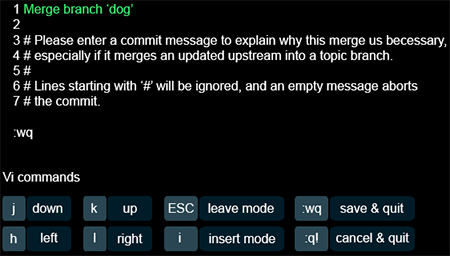 1 Merge branch ‘dog’
2
3 # Please enter a commit message to explain why this merge us becessary,
4 # especially if it merges an updated upstream into a topic branch.
5 #
6 # Lines starting with ‘#’ will be ignored, and an empty message aborts
7 # the commit.
:wq
Vi commands
j down k up ESC leave mode :wq save & quit
h left l right i insert mode :q! cancel & quit